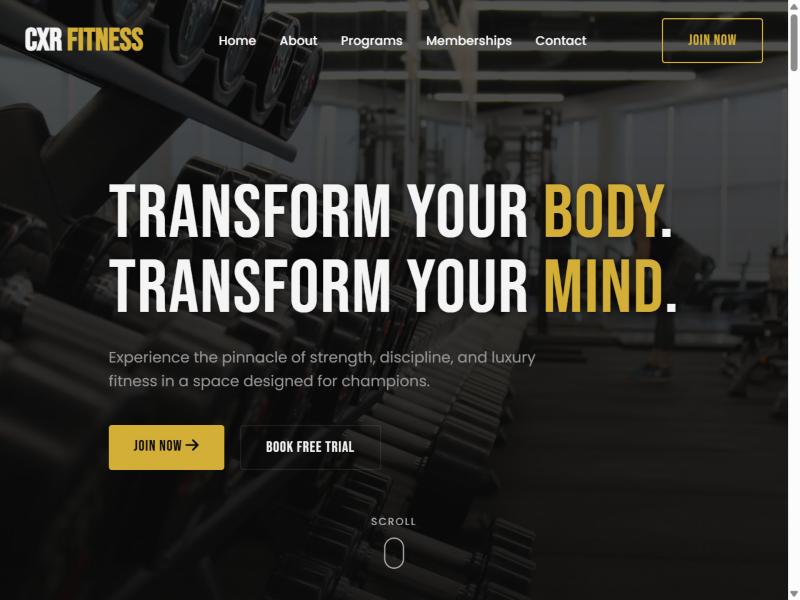 CXR FITNESS
Home
About
Programs
Memberships
Contact
JOIN NOW
TRANSFORM YOUR BODY.
TRANSFORM YOUR MIND.
Experience the pinnacle of strength, discipline, and luxury
fitness in a space designed for champions.
JOIN NOW →
BOOK FREE TRIAL
SCROLL